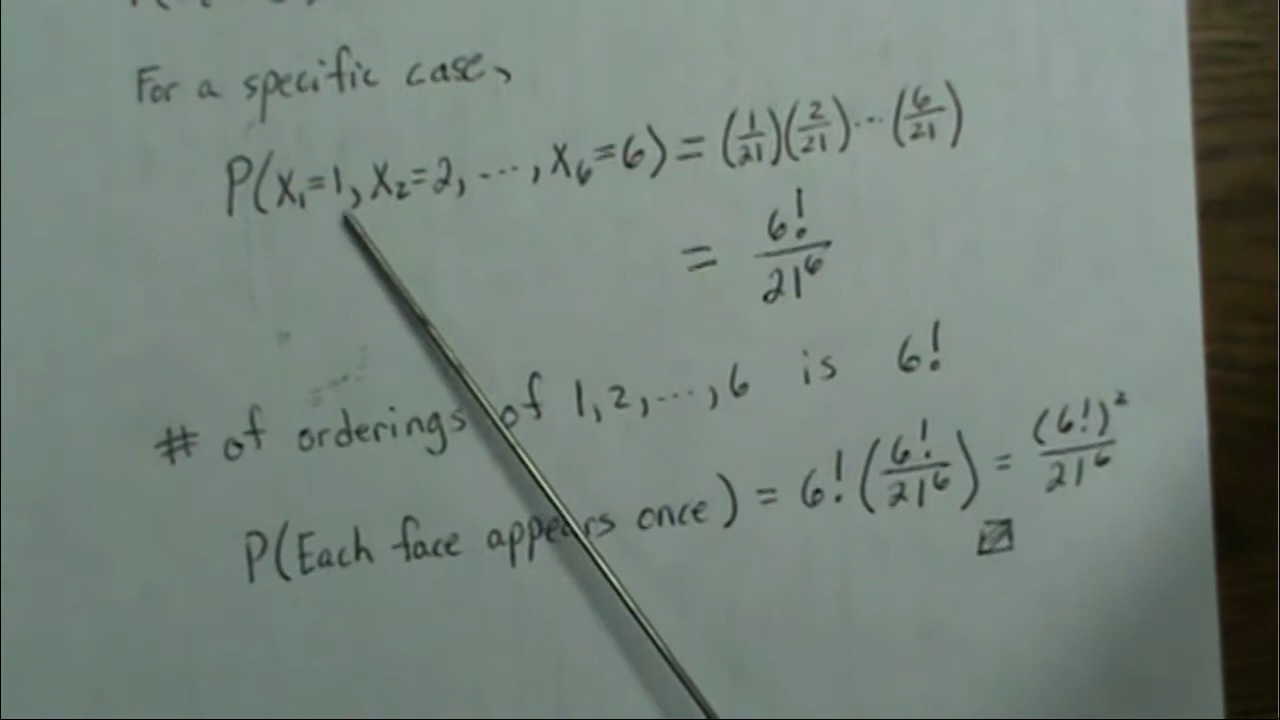 For a specific case,
P(X₁=1, X₂=2, ..., X₆=6) = (1/21)(2/21)...(6/21)
= 6!/21⁶
# of orderings of 1, 2, ..., 6 is 6!
P(Each face appears once) = 6!(6!/21⁶) = (6!)²/21⁶